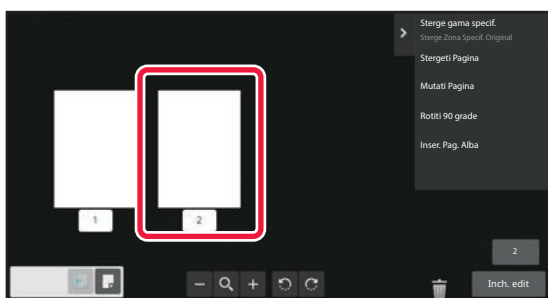 Sterge gama specif.
Sterge Zona Specif. Original
Stergeti Pagina
Mutati Pagina
Rotiti 90 grade
Inser. Pag. Alba
1
2
2
Inch. edit